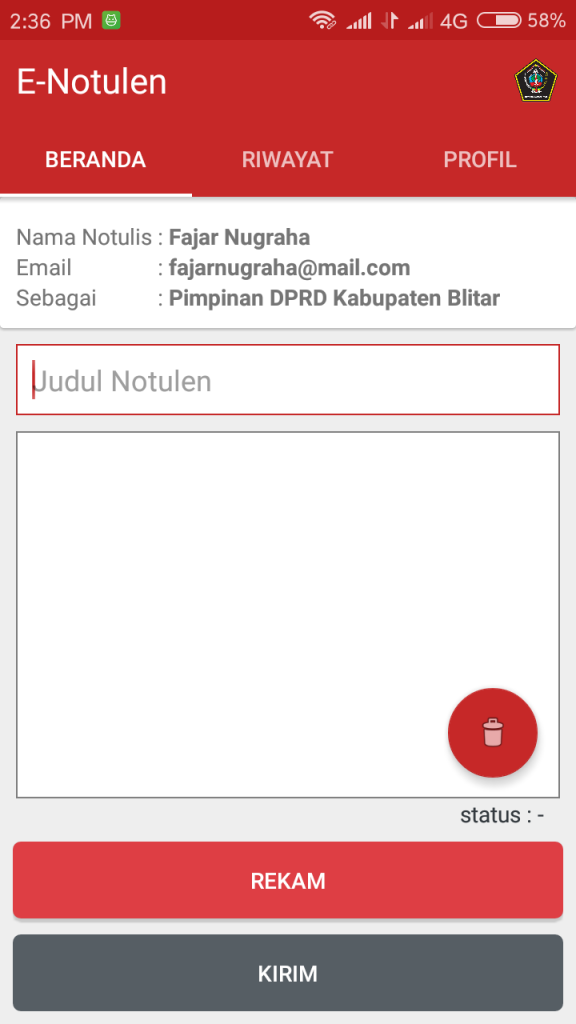 2:36 PM 4G 58%
E-Notulen
BERANDA RIWAYAT PROFIL
Nama Notulis : Fajar Nugraha
Email : fajarnugraha@mail.com
Sebagai : Pimpinan DPRD Kabupaten Blitar
Judul Notulen
status : -
REKAM
KIRIM